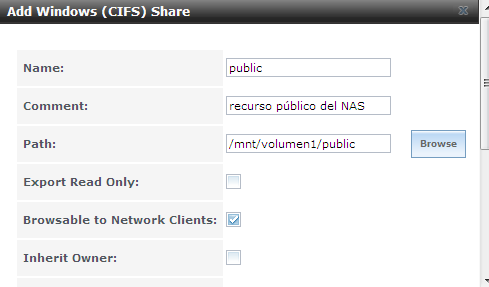 Add Windows (CIFS) Share
Name: public
Comment: recurso público del NAS
Path: /mnt/volumen1/public Browse
Export Read Only:
Browsable to Network Clients:
Inherit Owner: